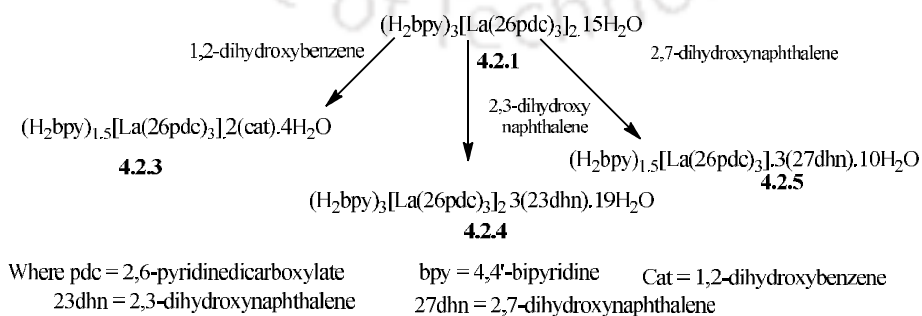 OF Techno
(H₂bpy)₃[La(26pdc)₃]₂.15H₂O
4.2.1
1,2-dihydroxybenzene
2,7-dihydroxynaphthalene
2,3-dihydroxy
naphthalene
(H₂bpy)₁.₅[La(26pdc)₃].2(cat).4H₂O
4.2.3
(H₂bpy)₁.₅[La(26pdc)₃].3(27dhn).10H₂O
4.2.5
(H₂bpy)₃[La(26pdc)₃]₂ 3(23dhn).19H₂O
4.2.4
Where pdc = 2,6-pyridinedicarboxylate bpy = 4,4'-bipyridine Cat = 1,2-dihydroxybenzene
23dhn = 2,3-dihydroxynaphthalene 27dhn = 2,7-dihydroxynaphthalene